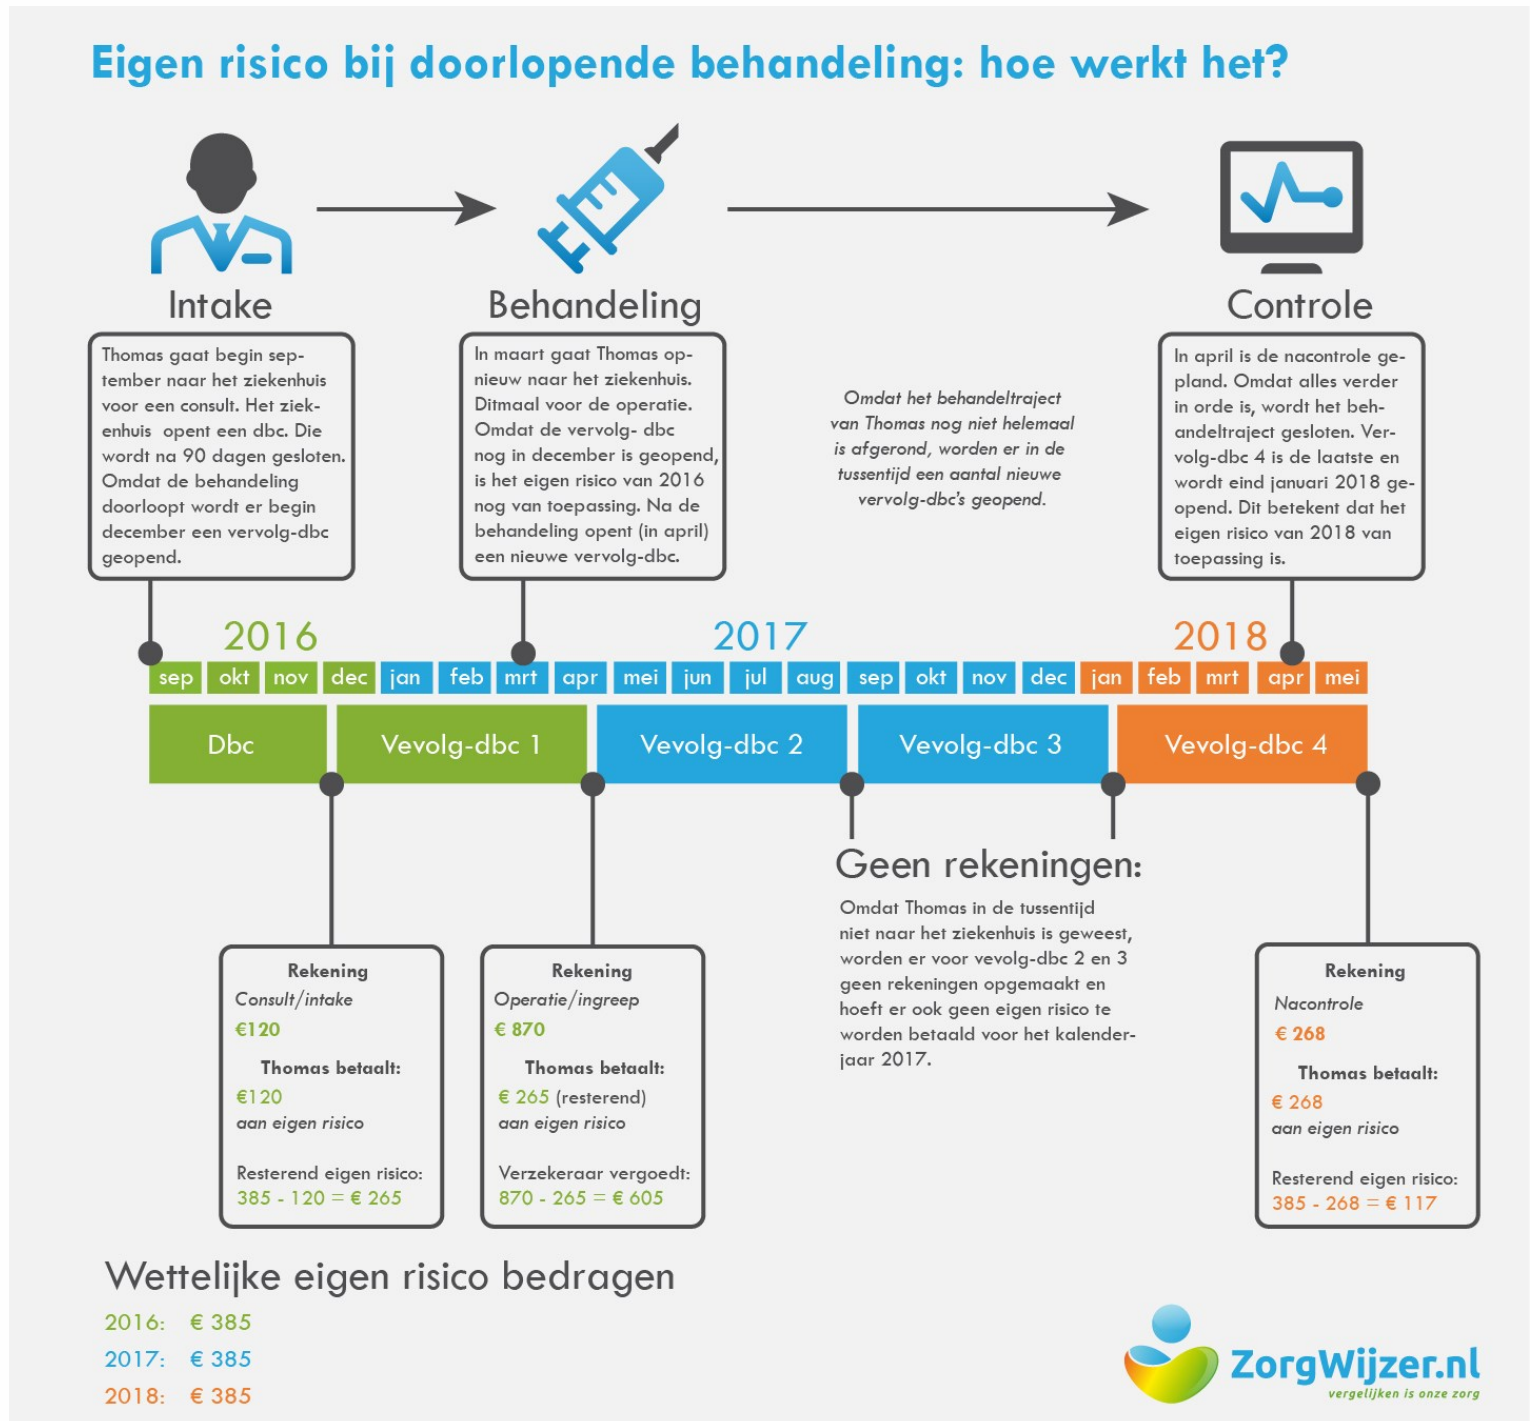 Eigen risico bij doorlopende behandeling: hoe werkt het?
Intake
Thomas gaat begin sep-
tember naar het ziekenhuis
voor een consult. Het ziek-
enhuis opent een dbc. Die
wordt na 90 dagen gesloten.
Omdat de behandeling
doorloopt wordt er begin
december een vervolg-dbc
geopend.
Behandeling
In maart gaat Thomas op-
nieuw naar het ziekenhuis.
Ditmaal voor de operatie.
Omdat de vervolg- dbc
nog in december is geopend,
is het eigen risico van 2016
nog van toepassing. Na de
behandeling opent (in april)
een nieuwe vervolg-dbc.
Omdat het behandeltraject
van Thomas nog niet helemaal
is afgerond, worden er in de
tussentijd een aantal nieuwe
vervolg-dbc's geopend.
Controle
In april is de nacontrole ge-
pland. Omdat alles verder
in orde is, wordt het beh-
andeltraject gesloten. Ver-
volg-dbc 4 is de laatste en
wordt eind januari 2018 ge-
opend. Dit betekent dat het
eigen risico van 2018 van
toepassing is.
2016 2017 2018
sep okt nov dec jan feb mrt apr mei jun jul aug sep okt nov dec jan feb mrt apr mei
Dbc Vevolg-dbc 1 Vevolg-dbc 2 Vevolg-dbc 3 Vevolg-dbc 4
Geen rekeningen:
Omdat Thomas in de tussentijd
niet naar het ziekenhuis is geweest,
worden er voor vevolg-dbc 2 en 3
geen rekeningen opgemaakt en
hoeft er ook geen eigen risico te
worden betaald voor het kalender-
jaar 2017.
Rekening
Consult/intake
€120
Thomas betaalt:
€120
aan eigen risico
Resterend eigen risico:
385 - 120 = € 265
Rekening
Operatie/ingreep
€ 870
Thomas betaalt:
€ 265 (resterend)
aan eigen risico
Verzekeraar vergoedt:
870 - 265 = € 605
Rekening
Nacontrole
€ 268
Thomas betaalt:
€ 268
aan eigen risico
Resterend eigen risico:
385 - 268 = € 117
Wettelijke eigen risico bedragen
2016: € 385
2017: € 385
2018: € 385
ZorgWijzer.nl
vergelijken is onze zorg